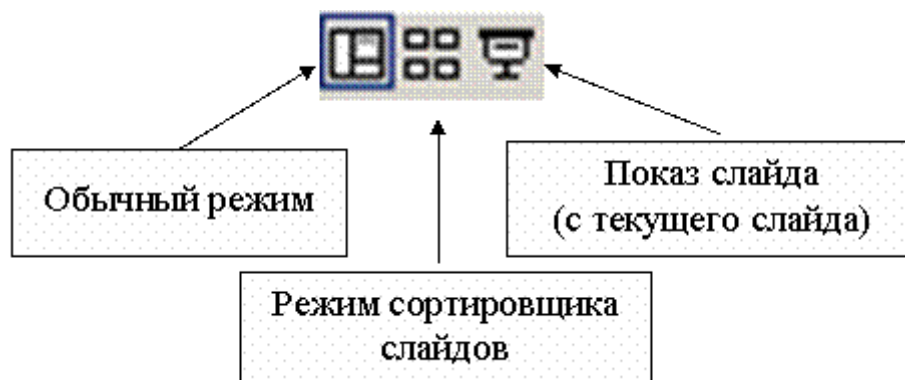 Обычный режим
Показ слайда
(с текущего слайда)
Режим сортировщика
слайдов